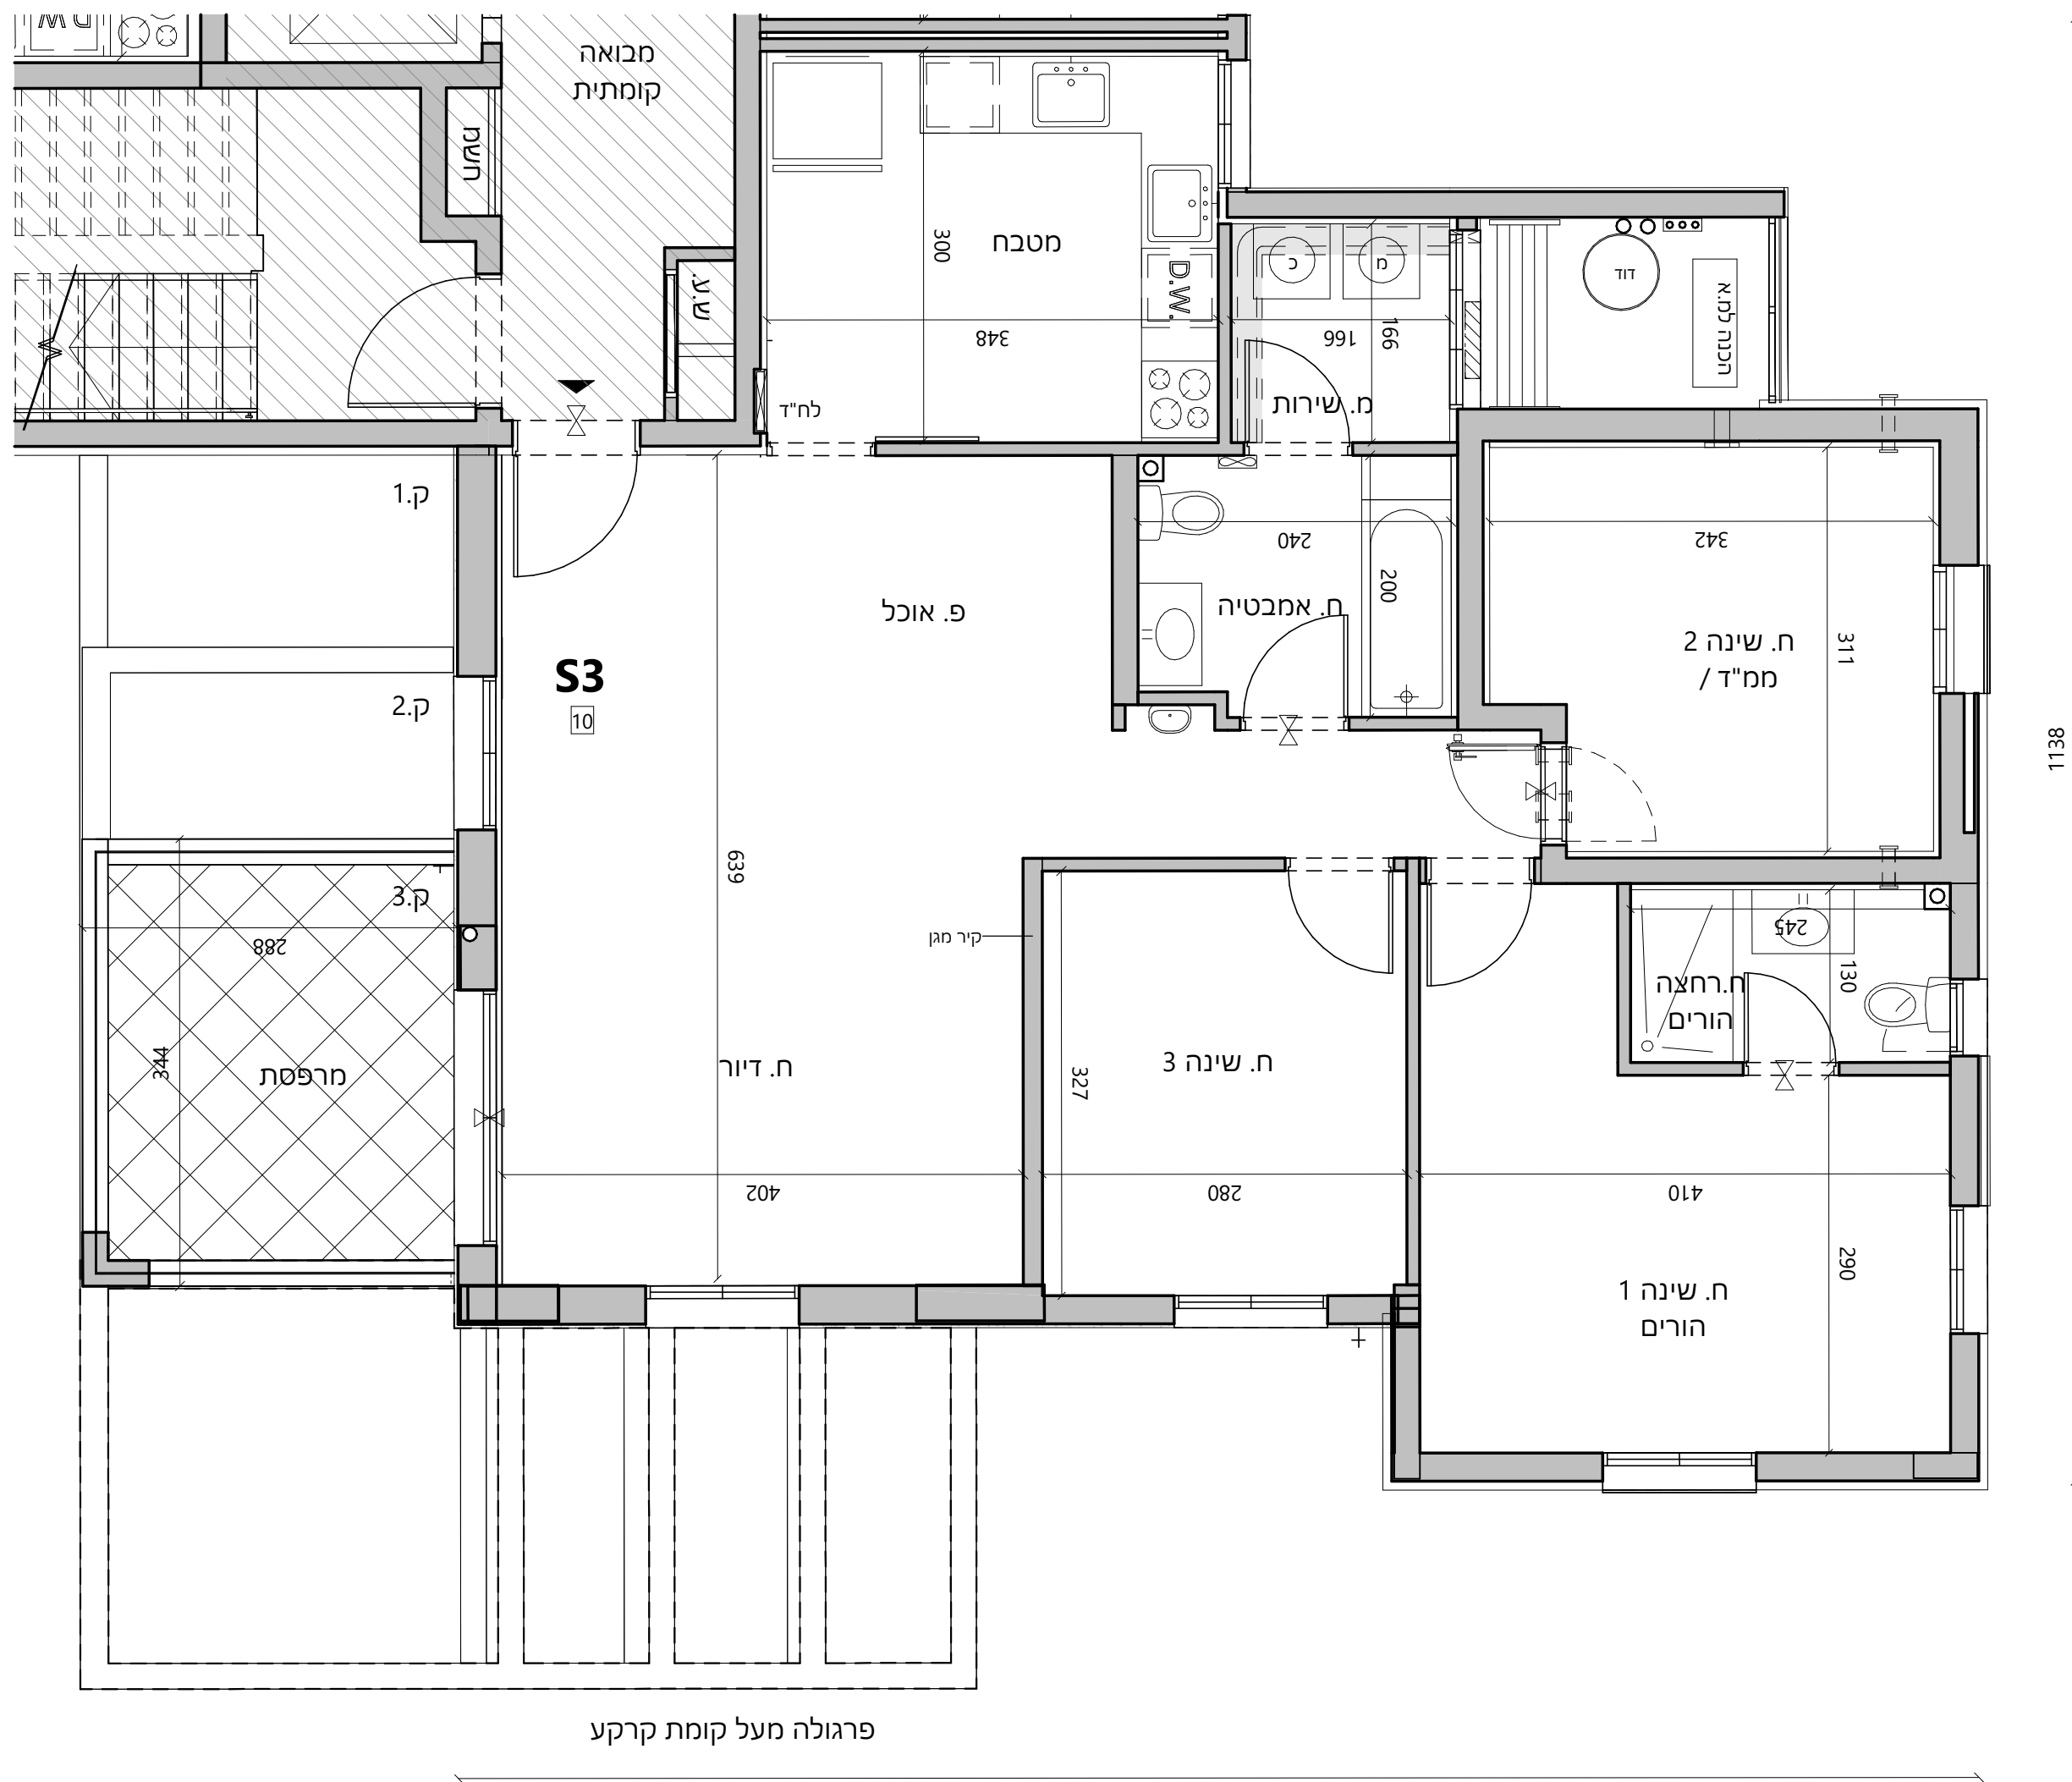 D.W
מבואה
קומתית
חשמל
ש.ע.
מטבח
300
348
D.W.
לח"ד
כ
מ
166
166
מ. שירות
דוד
הכנה למ.א
ק.1
ק.2
ק.3
S3
10
פ. אוכל
240
200
ח. אמבטיה
342
311
ח. שינה 2
ממ"ד /
1138
639
קיר מגן
288
344
מרפסת
ח. דיור
402
ח. שינה 3
327
280
245
130
ח.רחצה
הורים
410
290
ח. שינה 1
הורים
פרגולה מעל קומת קרקע